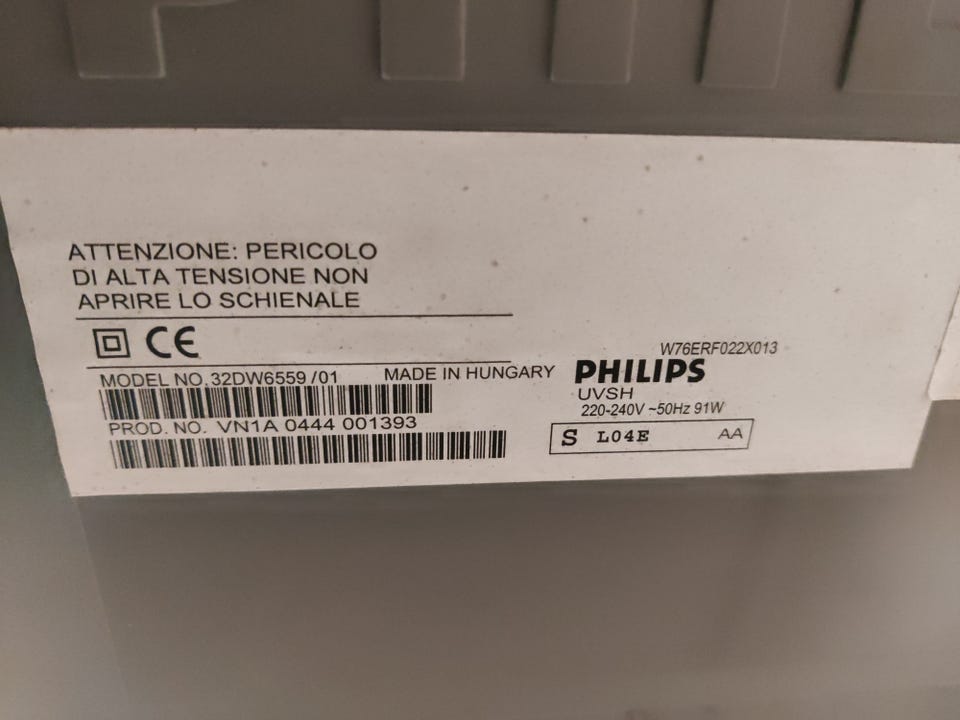 PHILI
ATTENZIONE: PERICOLO
DI ALTA TENSIONE NON
APRIRE LO SCHIENALE
CE
MODEL NO. 32DW6559 /01 MADE IN HUNGARY
PROD. NO. VN1A 0444 001393
W76ERF022X013
PHILIPS
UVSH
220-240V ~50Hz 91W
S L04E AA